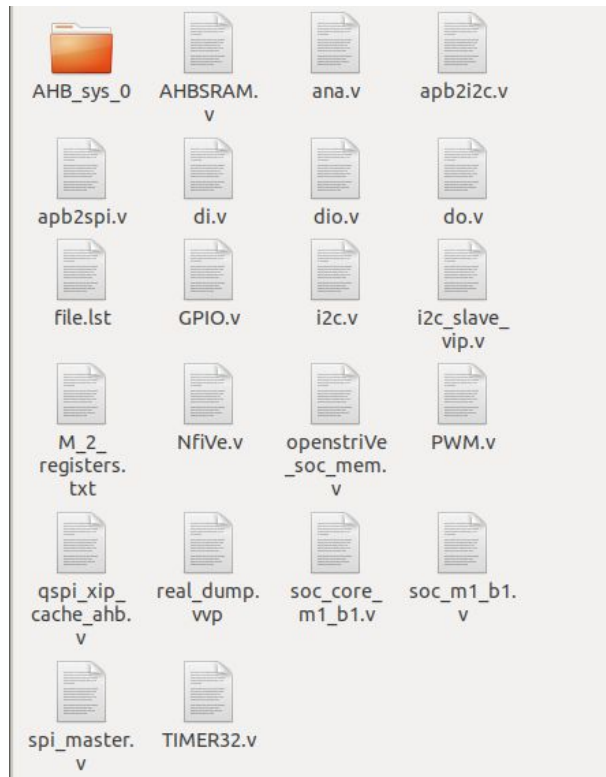 AHB_sys_0
AHBSRAM.
v
ana.v
apb2i2c.v
apb2spi.v
di.v
dio.v
do.v
file.lst
GPIO.v
i2c.v
i2c_slave_
vip.v
M_2_
registers.
txt
NfiVe.v
openstriVe
_soc_mem.
v
PWM.v
qspi_xip_
cache_ahb.
v
real_dump.
vvp
soc_core_
m1_b1.v
soc_m1_b1.
v
spi_master.
v
TIMER32.v